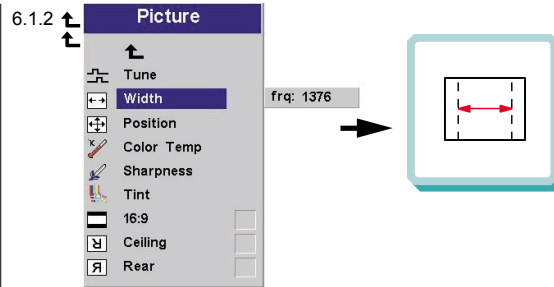 6.1.2
Picture
Tune
Width
frq: 1376
Position
Color Temp
Sharpness
Tint
16:9
Ceiling
Rear